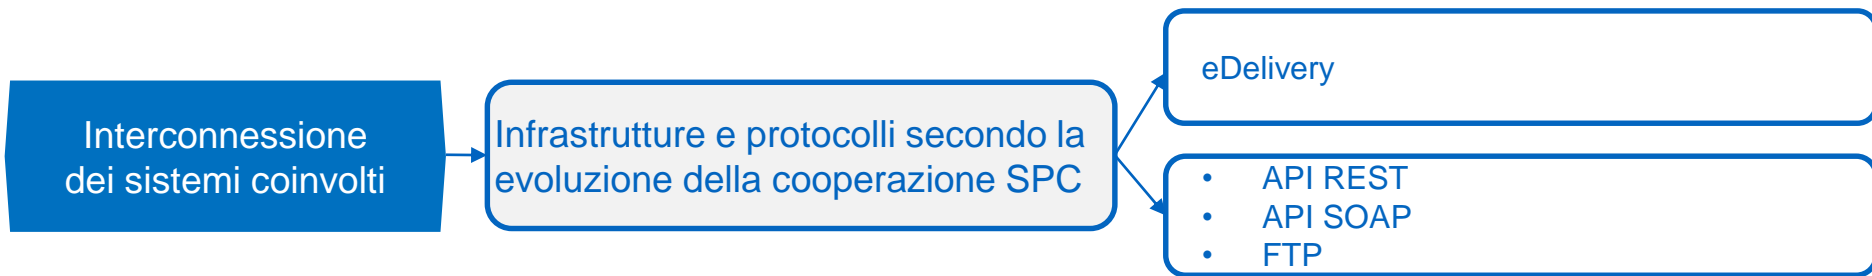 Interconnessione
dei sistemi coinvolti
Infrastrutture e protocolli secondo la
evoluzione della cooperazione SPC
eDelivery
• API REST
• API SOAP
• FTP